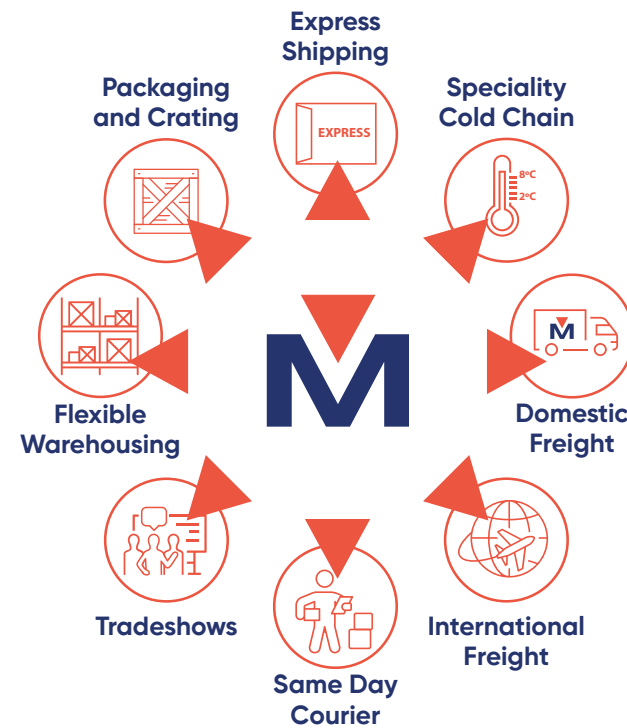 Express
Shipping
Packaging
and Crating
Speciality
Cold Chain
EXPRESS
8ºC
2ºC
M
M
Flexible
Warehousing
Domestic
Freight
Tradeshows
International
Freight
Same Day
Courier